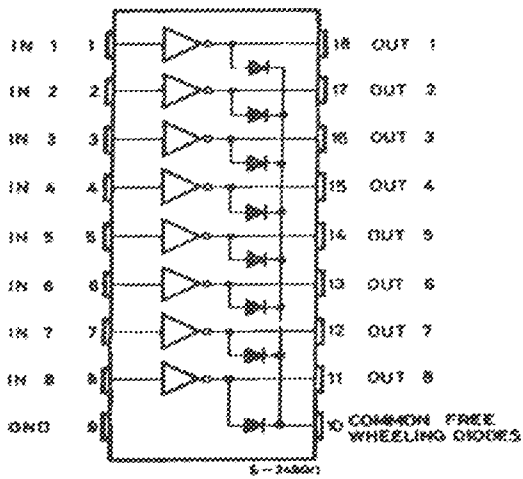 IN 1 1 18 OUT 1
IN 2 2 17 OUT 2
IN 3 3 16 OUT 3
IN 4 4 15 OUT 4
IN 5 5 14 OUT 5
IN 6 6 13 OUT 6
IN 7 7 12 OUT 7
IN 8 8 11 OUT 8
GND 9 10 COMMON FREE
WHEELING DIODES